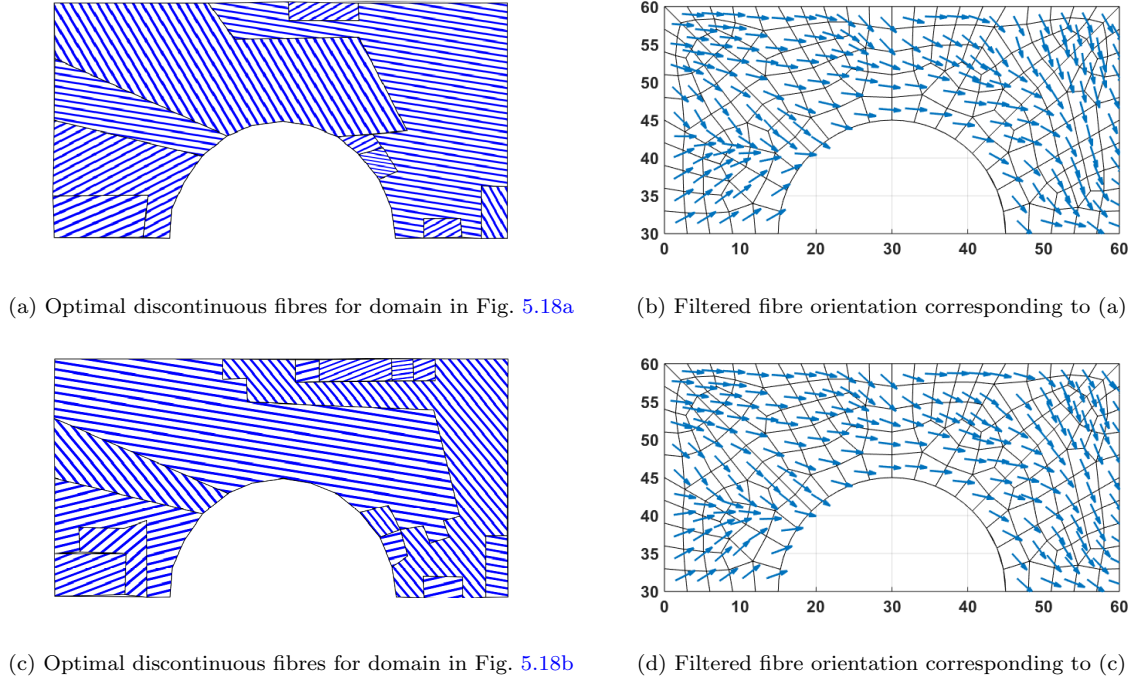 60
55
50
45
40
35
30
0 10 20 30 40 50 60
(a) Optimal discontinuous fibres for domain in Fig. 5.18a
(b) Filtered fibre orientation corresponding to (a)
60
55
50
45
40
35
30
0 10 20 30 40 50 60
(c) Optimal discontinuous fibres for domain in Fig. 5.18b
(d) Filtered fibre orientation corresponding to (c)